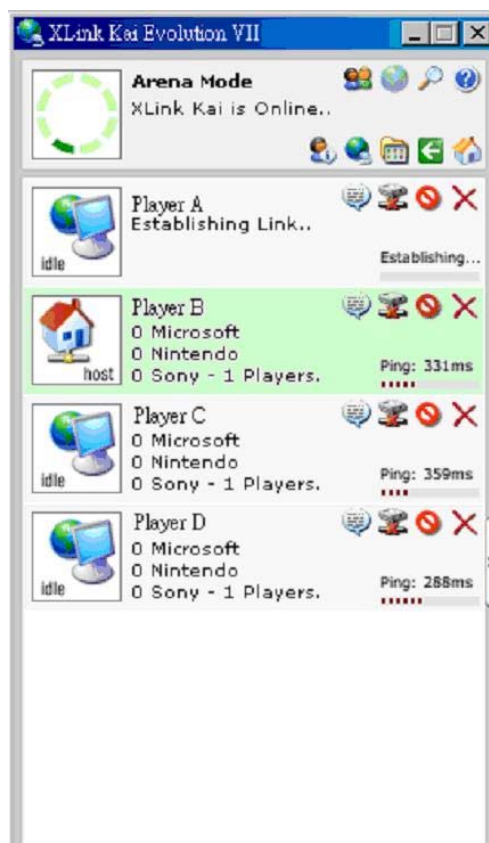 XLink Kai Evolution VII
Arena Mode
XLink Kai is Online..
Player A
Establishing Link..
idle
Establishing...
Player B
0 Microsoft
0 Nintendo
0 Sony - 1 Players.
host
Ping: 331ms
Player C
0 Microsoft
0 Nintendo
0 Sony - 1 Players.
idle
Ping: 359ms
Player D
0 Microsoft
0 Nintendo
0 Sony - 1 Players.
idle
Ping: 288ms